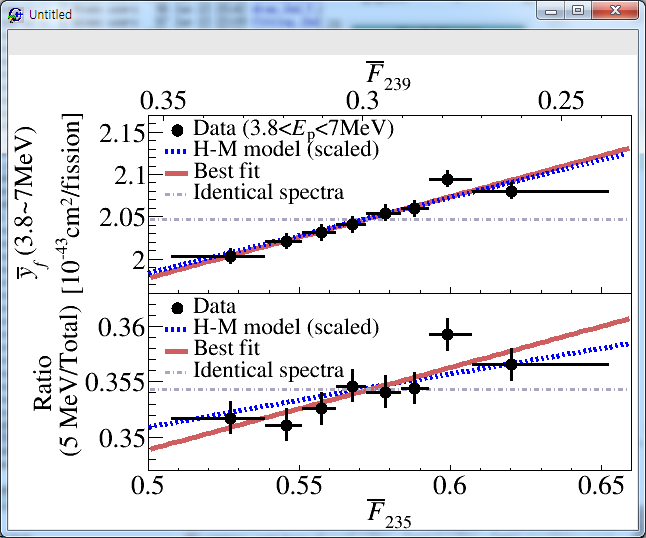 Untitled
F̅₂₃₉
0.35 0.3 0.25
2.15
2.1
2.05
2
y̅_f (3.8~7MeV) [10⁻⁴³cm²/fission]
Data (3.8<Eₚ<7MeV)
H-M model (scaled)
Best fit
Identical spectra
0.36
0.355
0.35
Ratio
(5 MeV/Total)
Data
H-M model (scaled)
Best fit
Identical spectra
0.5 0.55 0.6 0.65
F̅₂₃₅